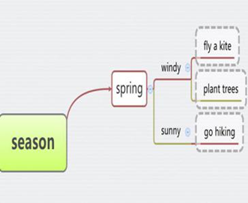 fly a kite
windy
plant trees
spring
sunny
go hiking
season